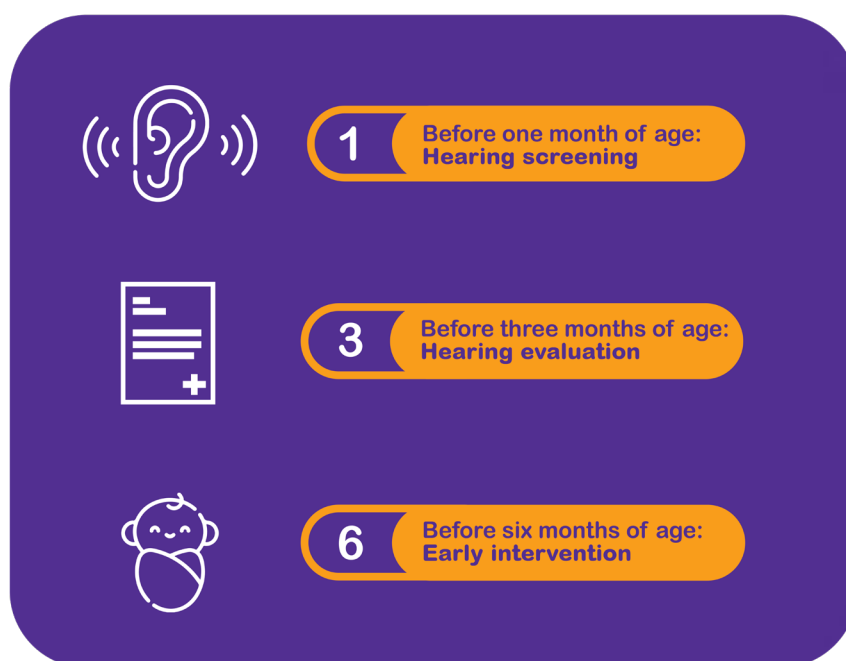 1
Before one month of age:
Hearing screening
3
Before three months of age:
Hearing evaluation
6
Before six months of age:
Early intervention